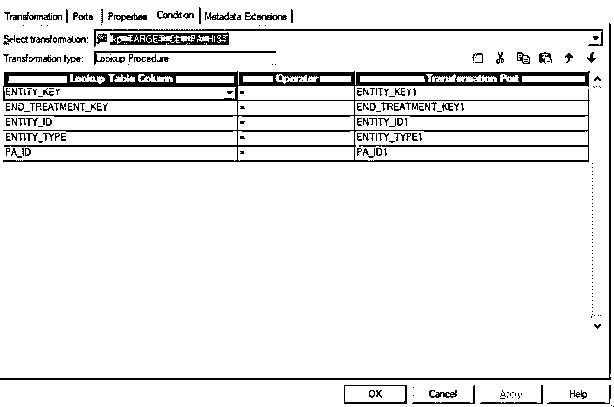 Transformation Ports Properties Condition Metadata Extensions
Select transformation:
Transformation type: Lookup Procedure
Lookup Table Column Operator Transformation Port
ENTITY_KEY = ENTITY_KEY1
END_TREATMENT_KEY = END_TREATMENT_KEY1
ENTITY_ID = ENTITY_ID1
ENTITY_TYPE = ENTITY_TYPE1
PA_ID = PA_ID1
OK Cancel Apply Help